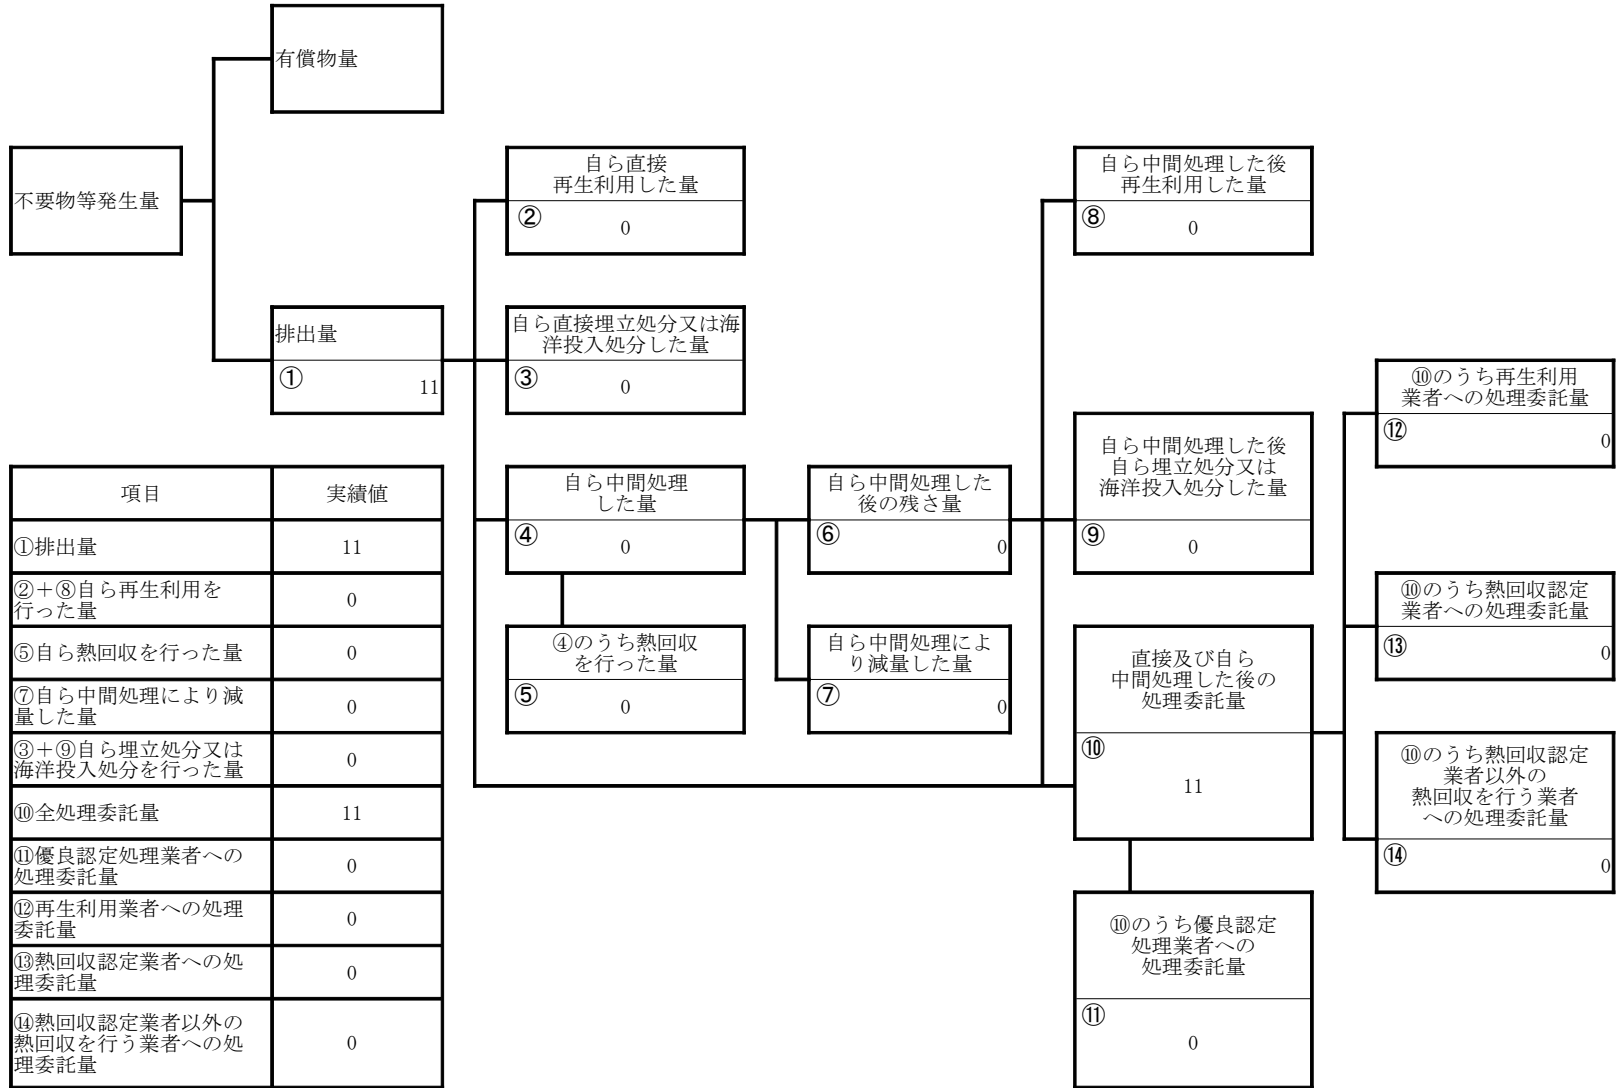 有償物量
不要物等発生量
排出量
①
11
自ら直接
再生利用した量
②
0
自ら直接埋立処分又は海
洋投入処分した量
③
0
自ら中間処理
した量
④
0
④のうち熱回収
を行った量
⑤
0
自ら中間処理した
後の残さ量
⑥
0
自ら中間処理によ
り減量した量
⑦
0
自ら中間処理した後
再生利用した量
⑧
0
自ら中間処理した後
自ら埋立処分又は
海洋投入処分した量
⑨
0
直接及び自ら
中間処理した後の
処理委託量
⑩
11
⑩のうち優良認定
処理業者への
処理委託量
⑪
0
⑩のうち再生利用
業者への処理委託量
⑫
0
⑩のうち熱回収認定
業者への処理委託量
⑬
0
⑩のうち熱回収認定
業者以外の
熱回収を行う業者
への処理委託量
⑭
0
項目 実績値
①排出量 11
②+⑧自ら再生利用を
行った量
0
⑤自ら熱回収を行った量 0
⑦自ら中間処理により減
量した量
0
③+⑨自ら埋立処分又は
海洋投入処分を行った量
0
⑩全処理委託量 11
⑪優良認定処理業者への
処理委託量
0
⑫再生利用業者への処理
委託量
0
⑬熱回収認定業者への処
理委託量
0
⑭熱回収認定業者以外の
熱回収を行う業者への処
理委託量
0